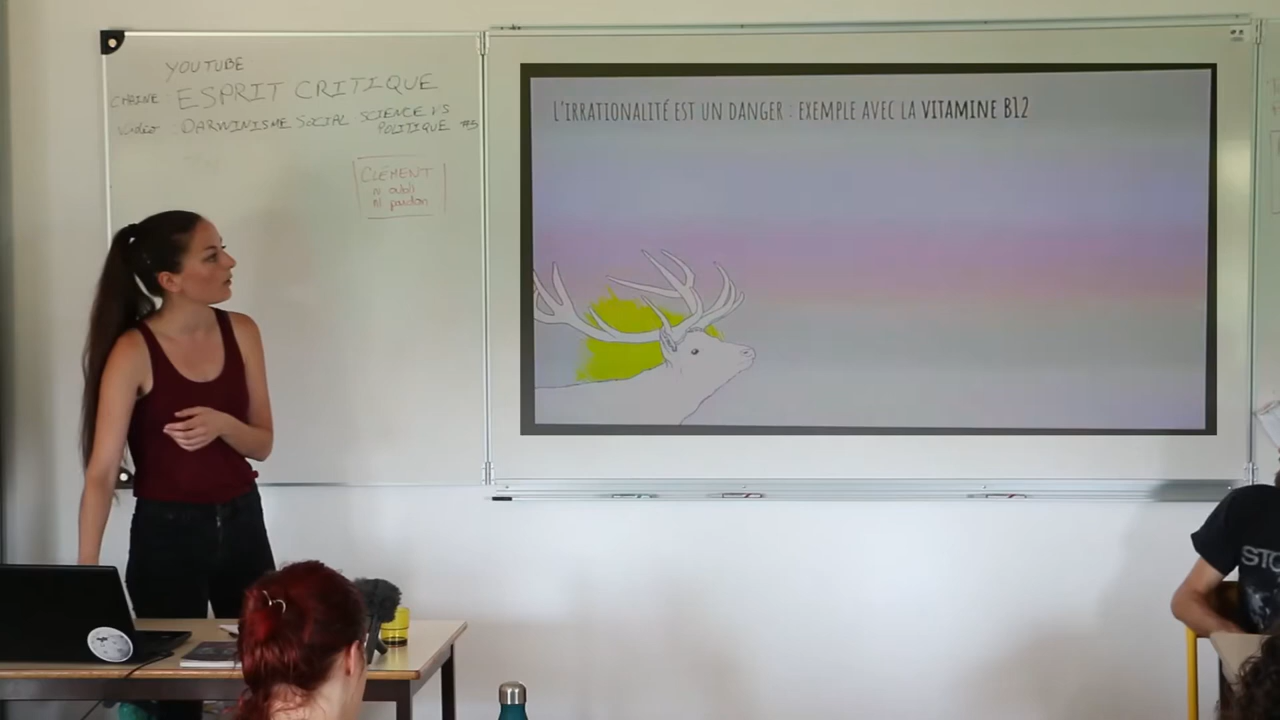 YOUTUBE
CHAINE : ESPRIT CRITIQUE
Vidéo : DARWINISME SOCIAL SCIENCE VS
POLITIQUE #5
CLÉMENT
NI oubli
NI pardon
L'IRRATIONALITÉ EST UN DANGER : EXEMPLE AVEC LA VITAMINE B12
STO